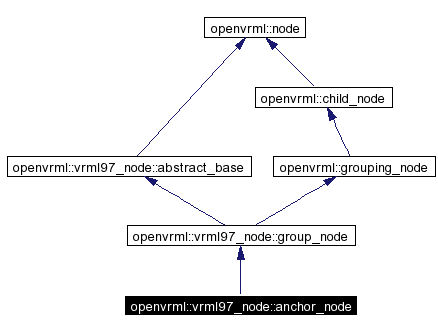 openvrml::node
openvrml::child_node
openvrml::vrml97_node::abstract_base
openvrml::grouping_node
openvrml::vrml97_node::group_node
openvrml::vrml97_node::anchor_node